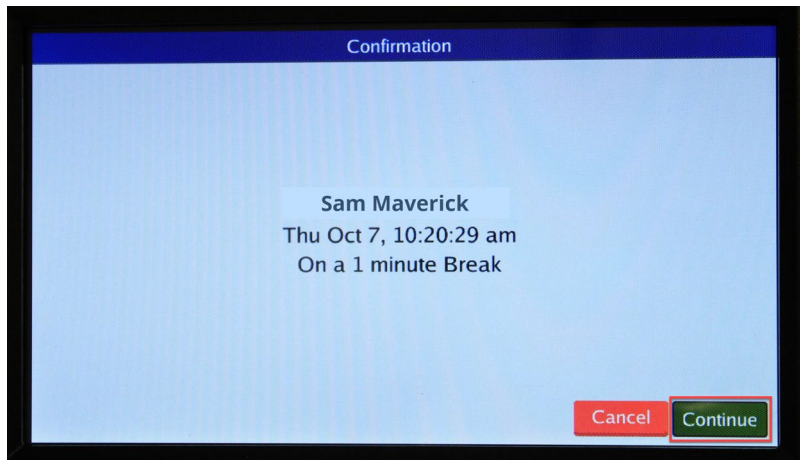 Confirmation
Sam Maverick
Thu Oct 7, 10:20:29 am
On a 1 minute Break
Cancel Continue